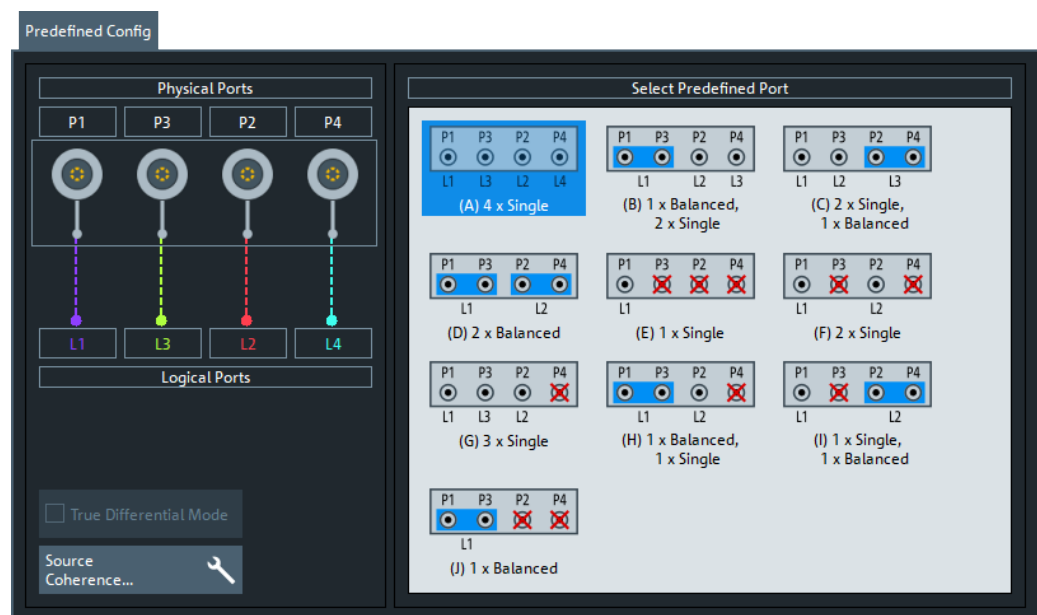 Predefined Config
Physical Ports
P1 P3 P2 P4
L1 L3 L2 L4
Logical Ports
True Differential Mode
Source
Coherence...
Select Predefined Port
P1 P3 P2 P4
L1 L3 L2 L4
(A) 4 x Single
P1 P3 P2 P4
L1 L2 L3
(B) 1 x Balanced,
2 x Single
P1 P3 P2 P4
L1 L2 L3
(C) 2 x Single,
1 x Balanced
P1 P3 P2 P4
L1 L2
(D) 2 x Balanced
P1 P3 P2 P4
L1
(E) 1 x Single
P1 P3 P2 P4
L1 L2
(F) 2 x Single
P1 P3 P2 P4
L1 L3 L2
(G) 3 x Single
P1 P3 P2 P4
L1 L2
(H) 1 x Balanced,
1 x Single
P1 P3 P2 P4
L1 L2
(I) 1 x Single,
1 x Balanced
P1 P3 P2 P4
L1
(J) 1 x Balanced